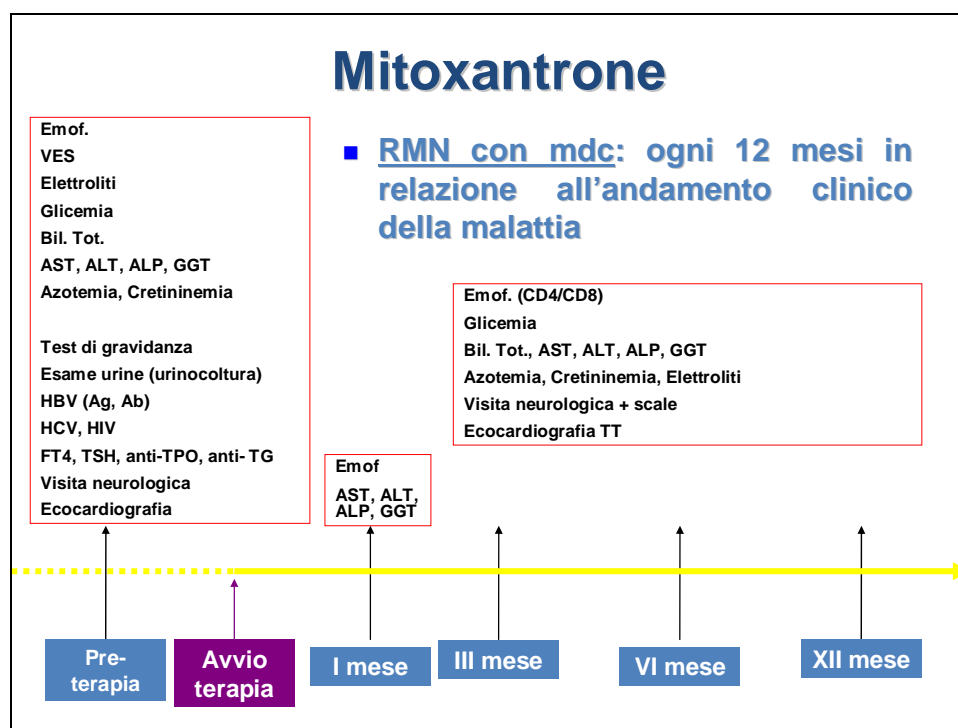 Mitoxantrone
Emof.
VES
Elettroliti
Glicemia
Bil. Tot.
AST, ALT, ALP, GGT
Azotemia, Cretininemia
Test di gravidanza
Esame urine (urinocoltura)
HBV (Ag, Ab)
HCV, HIV
FT4, TSH, anti-TPO, anti- TG
Visita neurologica
Ecocardiografia
RMN con mdc: ogni 12 mesi in
relazione all'andamento clinico
della malattia
Emof
AST, ALT,
ALP, GGT
Emof. (CD4/CD8)
Glicemia
Bil. Tot., AST, ALT, ALP, GGT
Azotemia, Cretininemia, Elettroliti
Visita neurologica + scale
Ecocardiografia TT
Pre-
terapia
Avvio
terapia
I mese
III mese
VI mese
XII mese